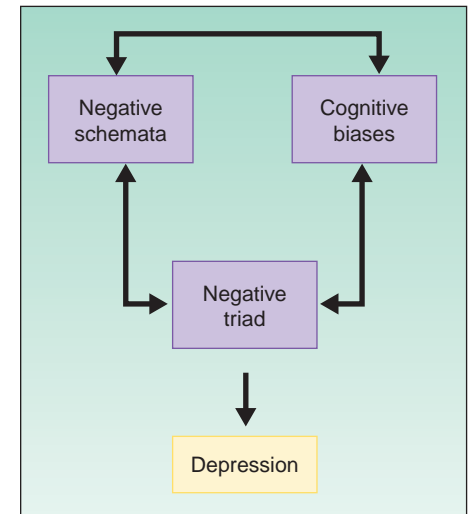 Negative
schemata
Cognitive
biases
Negative
triad
Depression